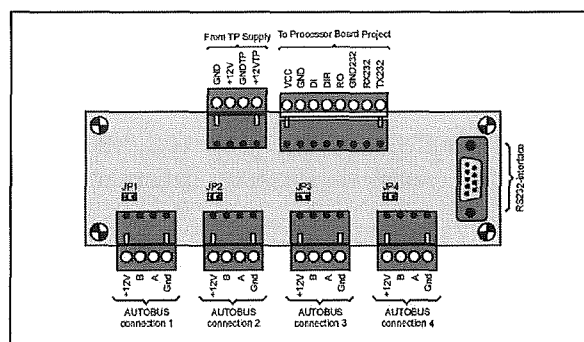 From TP Supply
To Processor Board Project
GND
+12V
GNDTP
+12VTP
VCC
GND
DI
DIR
RO
GND232
RX232
TX232
RS232-interface
JP1
JP2
JP3
JP4
+12V
B
A
Gnd
+12V
B
A
Gnd
+12V
B
A
Gnd
+12V
B
A
Gnd
AUTOBUS
connection 1
AUTOBUS
connection 2
AUTOBUS
connection 3
AUTOBUS
connection 4